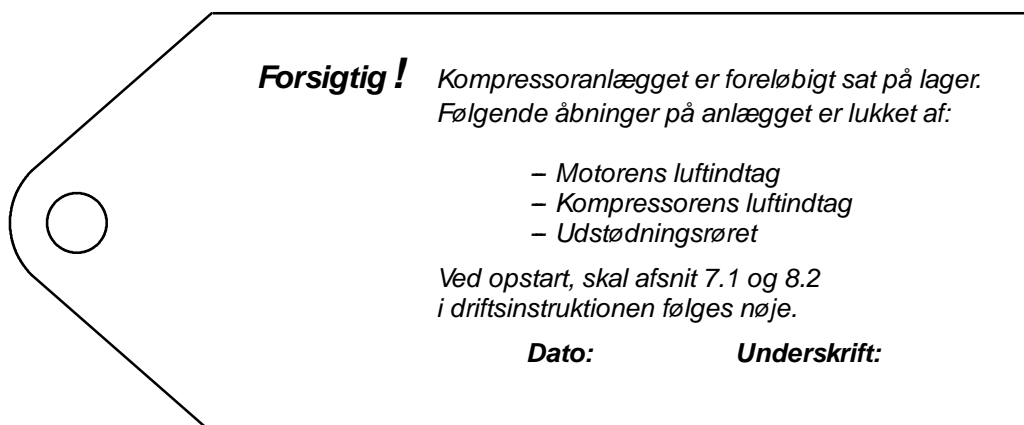 Forsigtig ! Kompressoranlægget er foreløbigt sat på lager.
Følgende åbninger på anlægget er lukket af:
– Motorens luftindtag
– Kompressorens luftindtag
– Udstødningsrøret
Ved opstart, skal afsnit 7.1 og 8.2
i driftsinstruktionen følges nøje.
Dato: Underskrift: